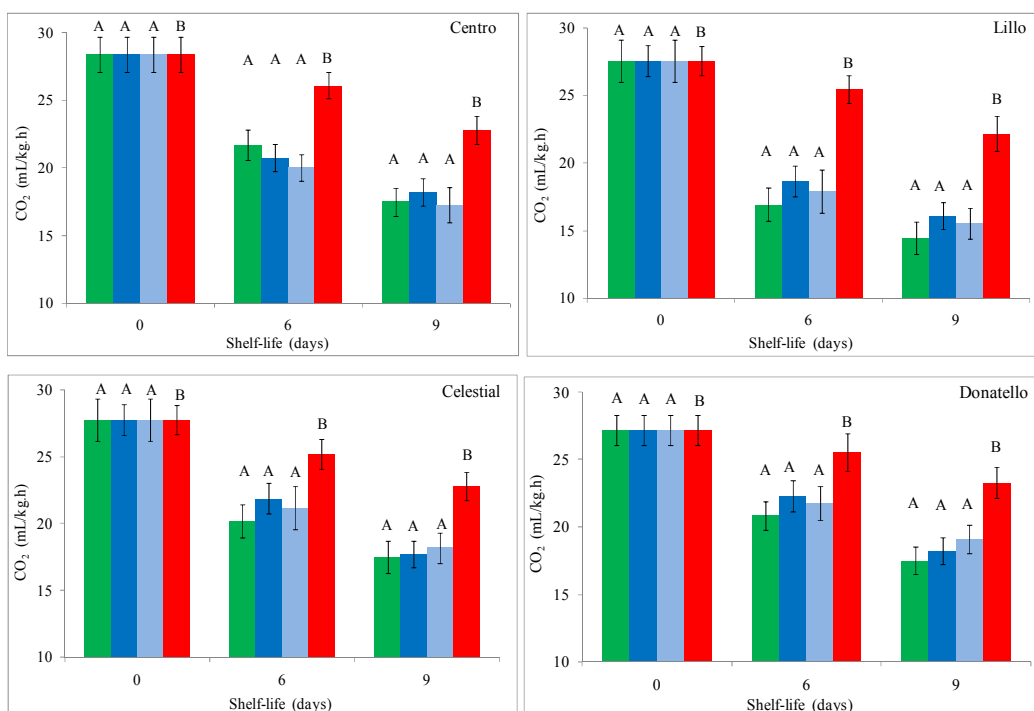 Centro
30
25
20
15
10
CO₂ (mL/kg.h)
A A A B
A A A B
A A A B
0 6 9
Shelf-life (days)
Lillo
30
25
20
15
10
CO₂ (mL/kg.h)
A A A B
A A A B
A A A B
0 6 9
Shelf-life (days)
Celestial
30
25
20
15
10
CO₂ (mL/kg.h)
A A A B
A A A B
A A A B
0 6 9
Shelf-life (days)
Donatello
30
25
20
15
10
CO₂ (mL/kg.h)
A A A B
A A A B
A A A B
0 6 9
Shelf-life (days)